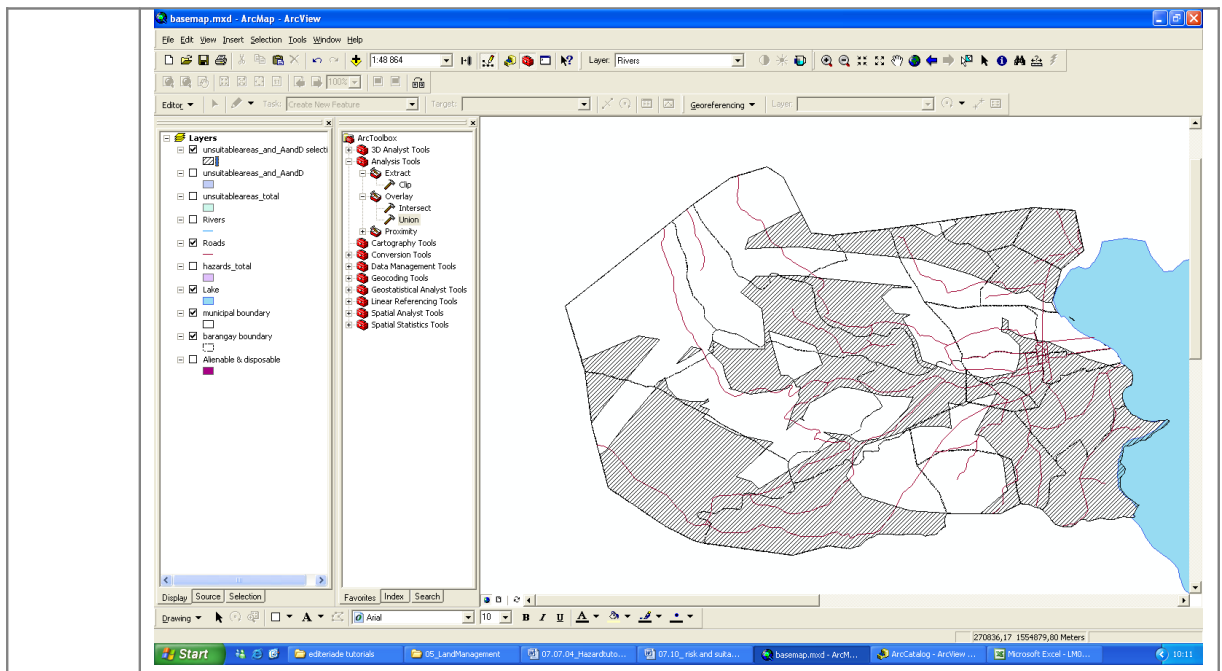 basemap.mxd - ArcMap - ArcView
File Edit View Insert Selection Tools Window Help
1:48 864
Layer: Rivers
100%
Editor Task: Create New Feature Target: Georeferencing Layer:
Layers
unsuitableareas_and_AandD selecti
unsuitableareas_and_AandD
unsuitableareas_total
Rivers
Roads
hazards_total
Lake
municipal boundary
barangay boundary
Alienable & disposable
ArcToolbox
3D Analyst Tools
Analysis Tools
Extract
Clip
Overlay
Intersect
Union
Proximity
Cartography Tools
Conversion Tools
Data Management Tools
Geocoding Tools
Geostatistical Analyst Tools
Linear Referencing Tools
Spatial Analyst Tools
Spatial Statistics Tools
Display Source Selection
Favorites Index Search
Drawing A Arial 10 B I U A
270836,17 1554879,80 Meters
Start editeriade tutorials 05_LandManagement 07.07.04_Hazardtuto... 07.10_ risk and suita... basemap.mxd - ArcM... ArcCatalog - ArcView ... Microsoft Excel - LM0... 10:11